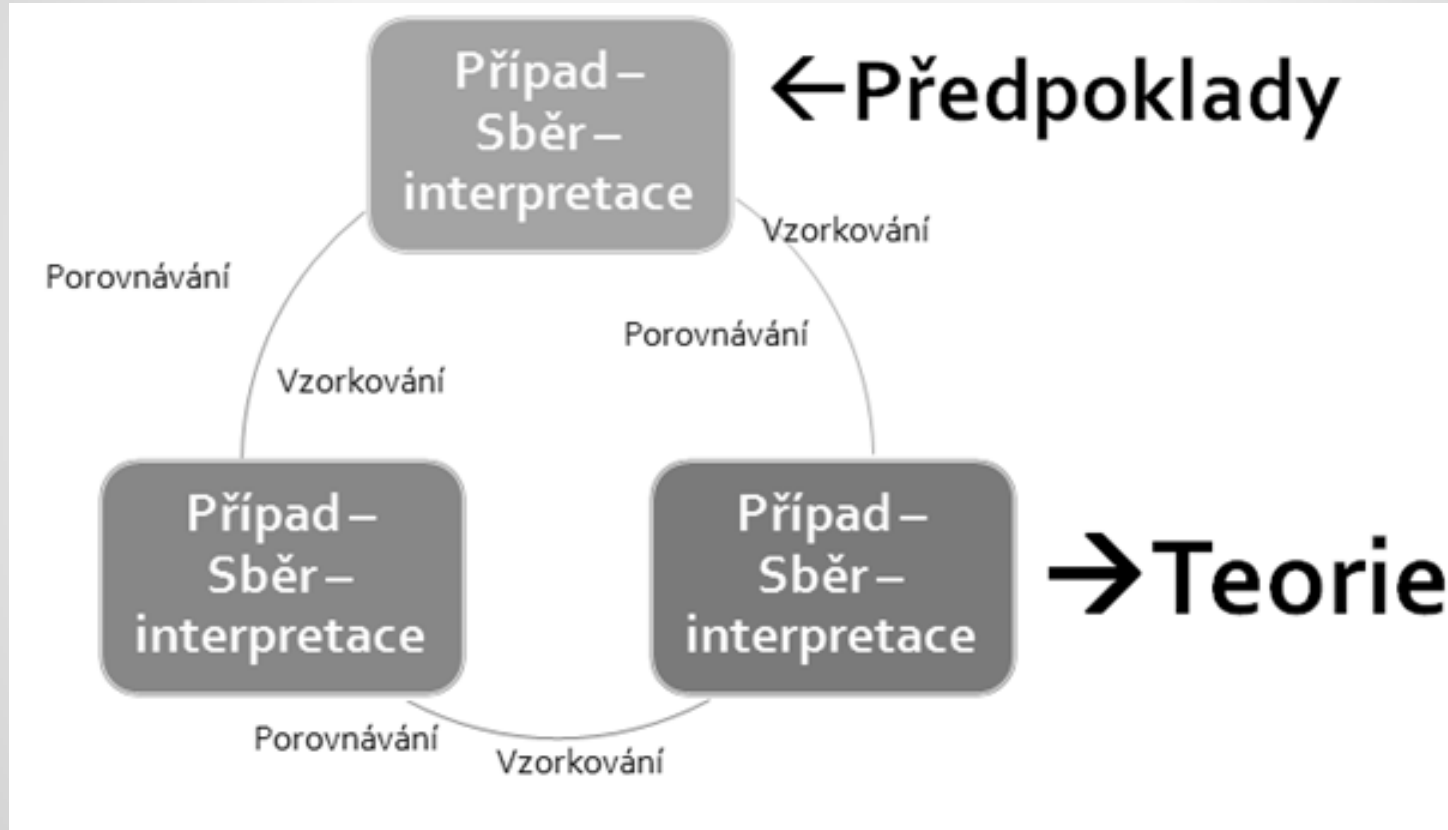 Případ –
Sběr –
interpretace
←Předpoklady
Vzorkování
Porovnávání
Porovnávání
Vzorkování
Případ –
Sběr –
interpretace
Případ –
Sběr –
interpretace
→Teorie
Porovnávání
Vzorkování